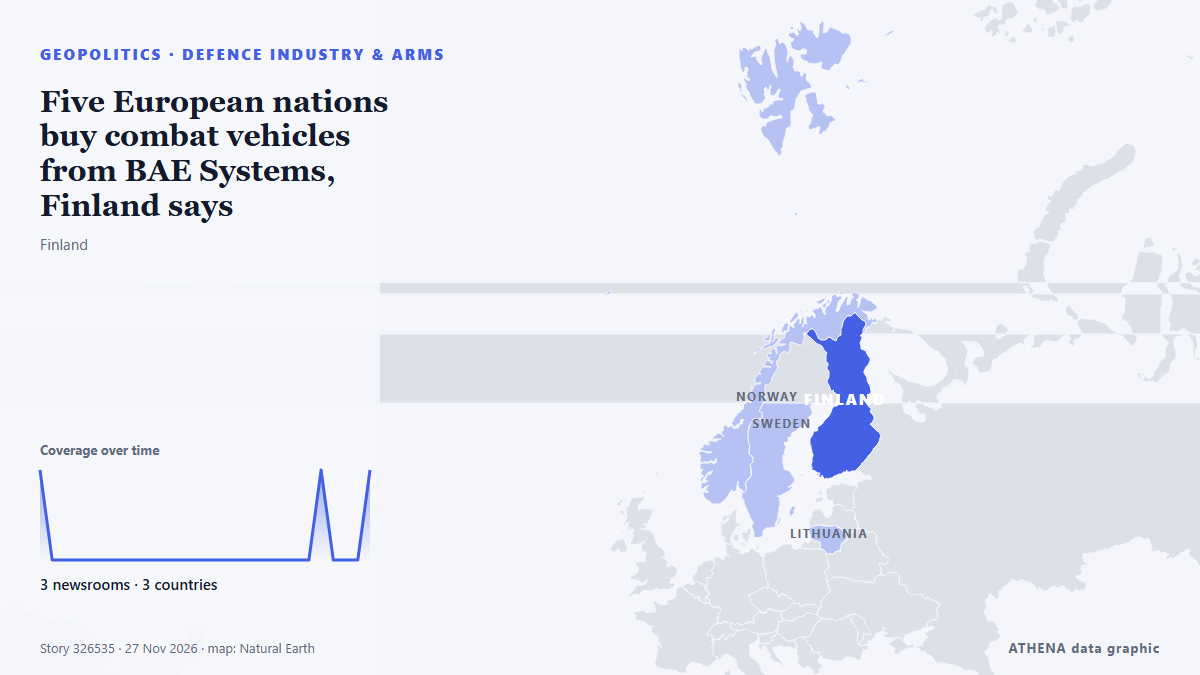 GEOPOLITICS · DEFENCE INDUSTRY & ARMS
Five European nations
buy combat vehicles
from BAE Systems,
Finland says
Finland
NORWAY
FINLAND
SWEDEN
LITHUANIA
Coverage over time
3 newsrooms · 3 countries
Story 326535 · 27 Nov 2026 · map: Natural Earth
ATHENA data graphic